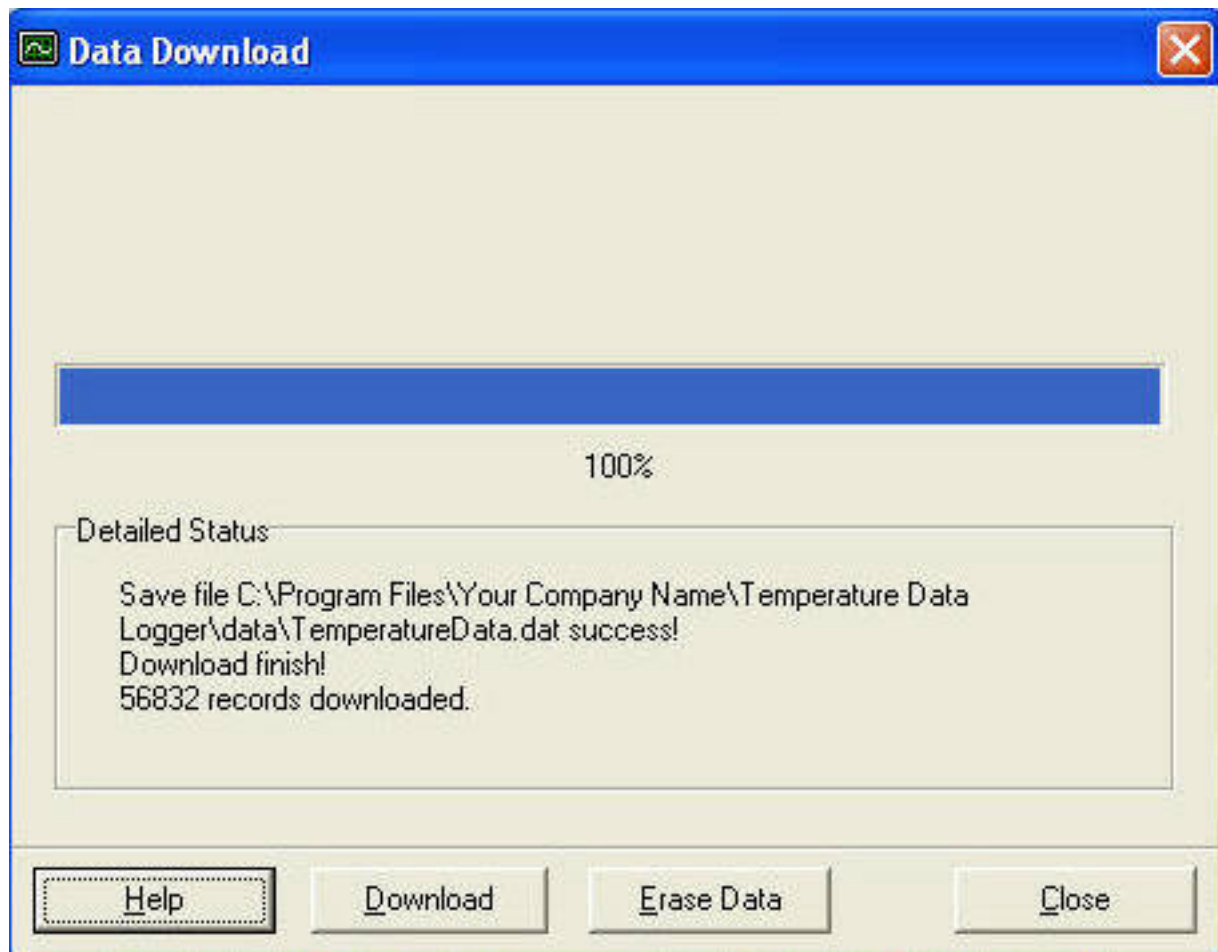 Data Download
100%
Detailed Status
Save file C:\Program Files\Your Company Name\Temperature Data
Logger\data\TemperatureData.dat success!
Download finish!
56832 records downloaded.
Help
Download
Erase Data
Close